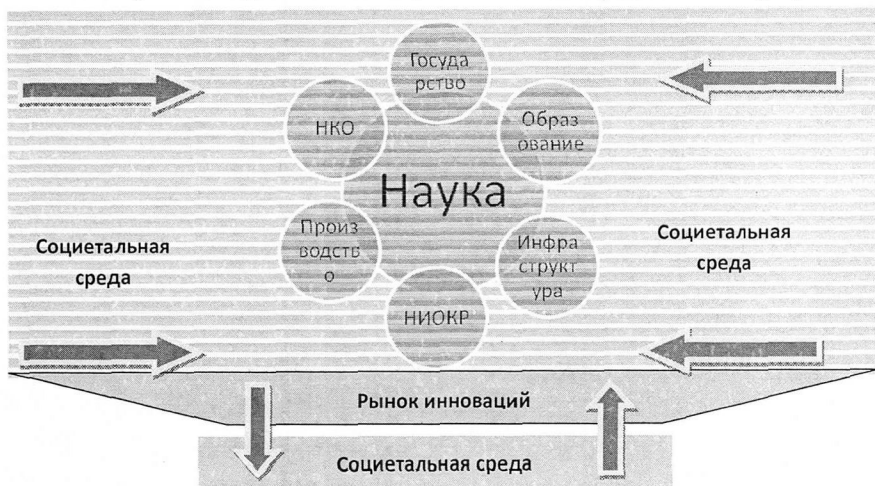 Госуда
рство
НКО
Образ
ование
Наука
Произ
водств
о
Инфра
структ
ура
НИОКР
Социетальная
среда
Социетальная
среда
Рынок инноваций
Социетальная среда